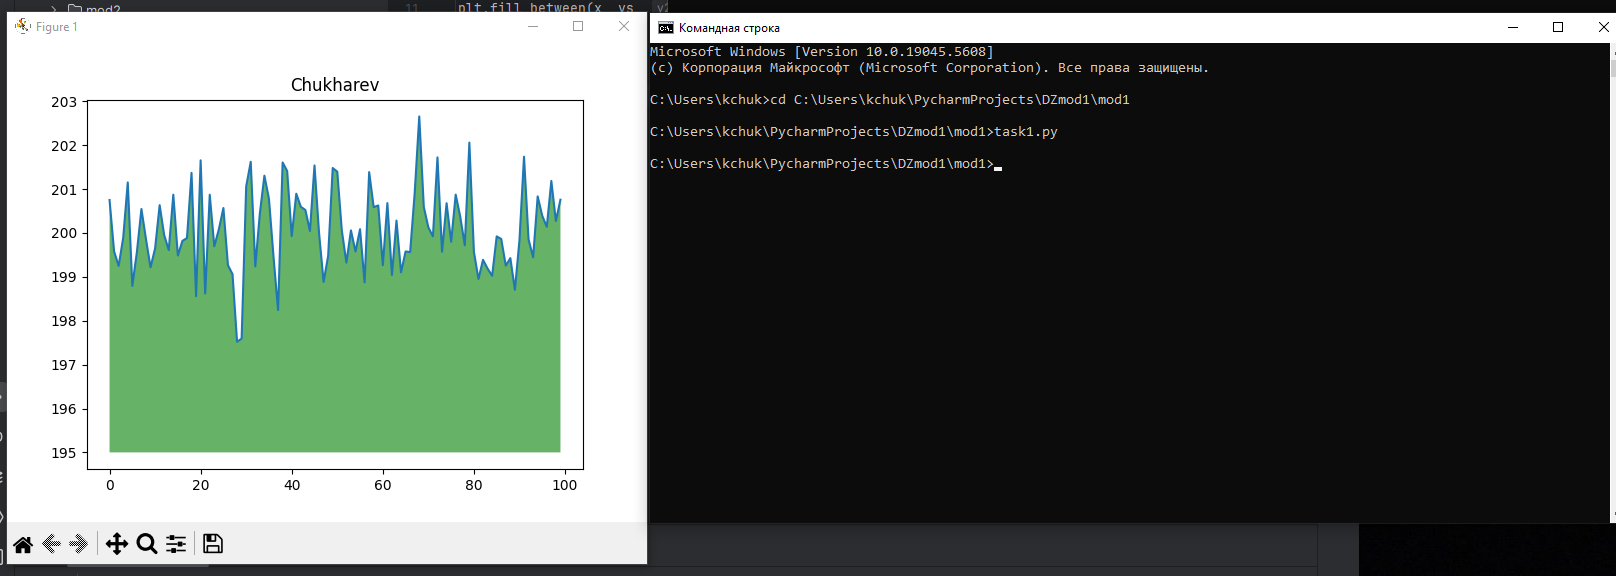 mod2
11 plt.fill_between(x, ys, y2
Figure 1
Chukharev
203
202
201
200
199
198
197
196
195
0 20 40 60 80 100
Командная строка
Microsoft Windows [Version 10.0.19045.5608]
(c) Корпорация Майкрософт (Microsoft Corporation). Все права защищены.
C:\Users\kchuk>cd C:\Users\kchuk\PycharmProjects\DZmod1\mod1
C:\Users\kchuk\PycharmProjects\DZmod1\mod1>task1.py
C:\Users\kchuk\PycharmProjects\DZmod1\mod1>